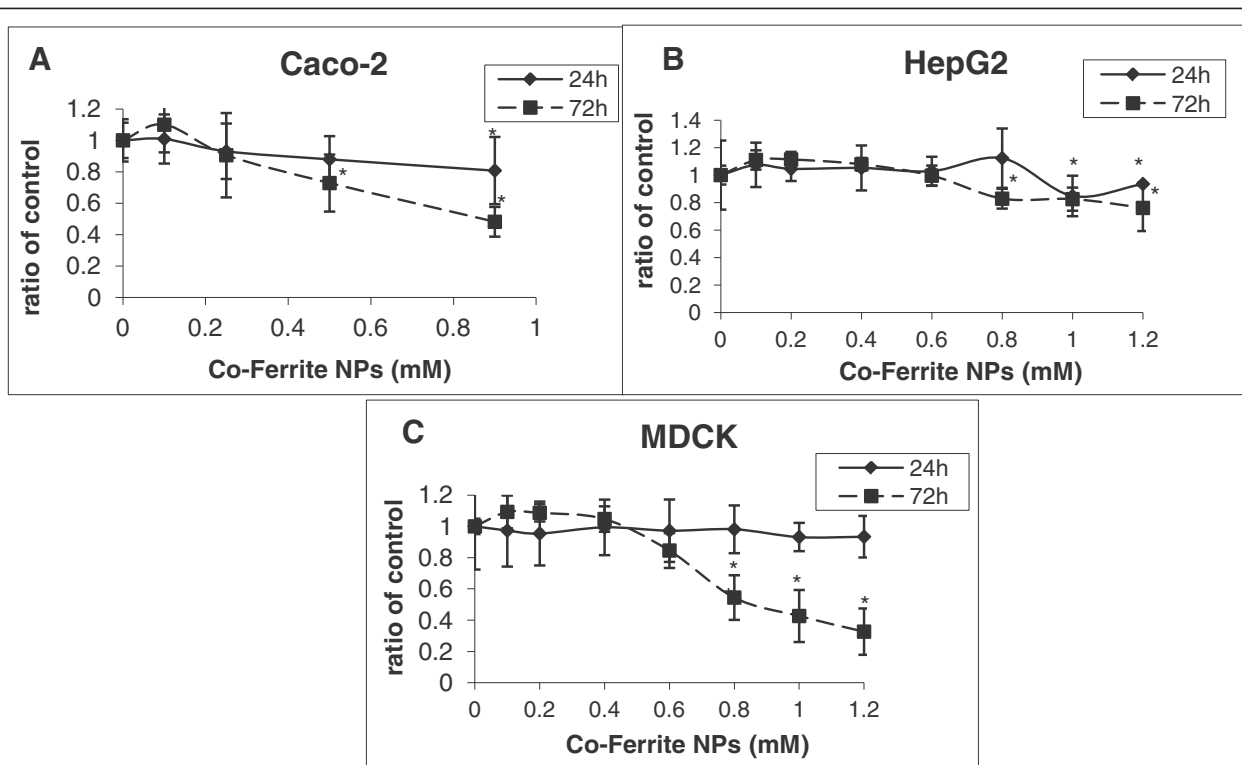 A
Caco-2
24h
72h
1.2
1
0.8
0.6
0.4
0.2
0
ratio of control
0 0.2 0.4 0.6 0.8 1
Co-Ferrite NPs (mM)
*
*
*
B
HepG2
24h
72h
1.4
1.2
1
0.8
0.6
0.4
0.2
0
ratio of control
0 0.2 0.4 0.6 0.8 1 1.2
Co-Ferrite NPs (mM)
* *
* *
C
MDCK
24h
72h
1.2
1
0.8
0.6
0.4
0.2
0
ratio of control
0 0.2 0.4 0.6 0.8 1 1.2
Co-Ferrite NPs (mM)
* * *